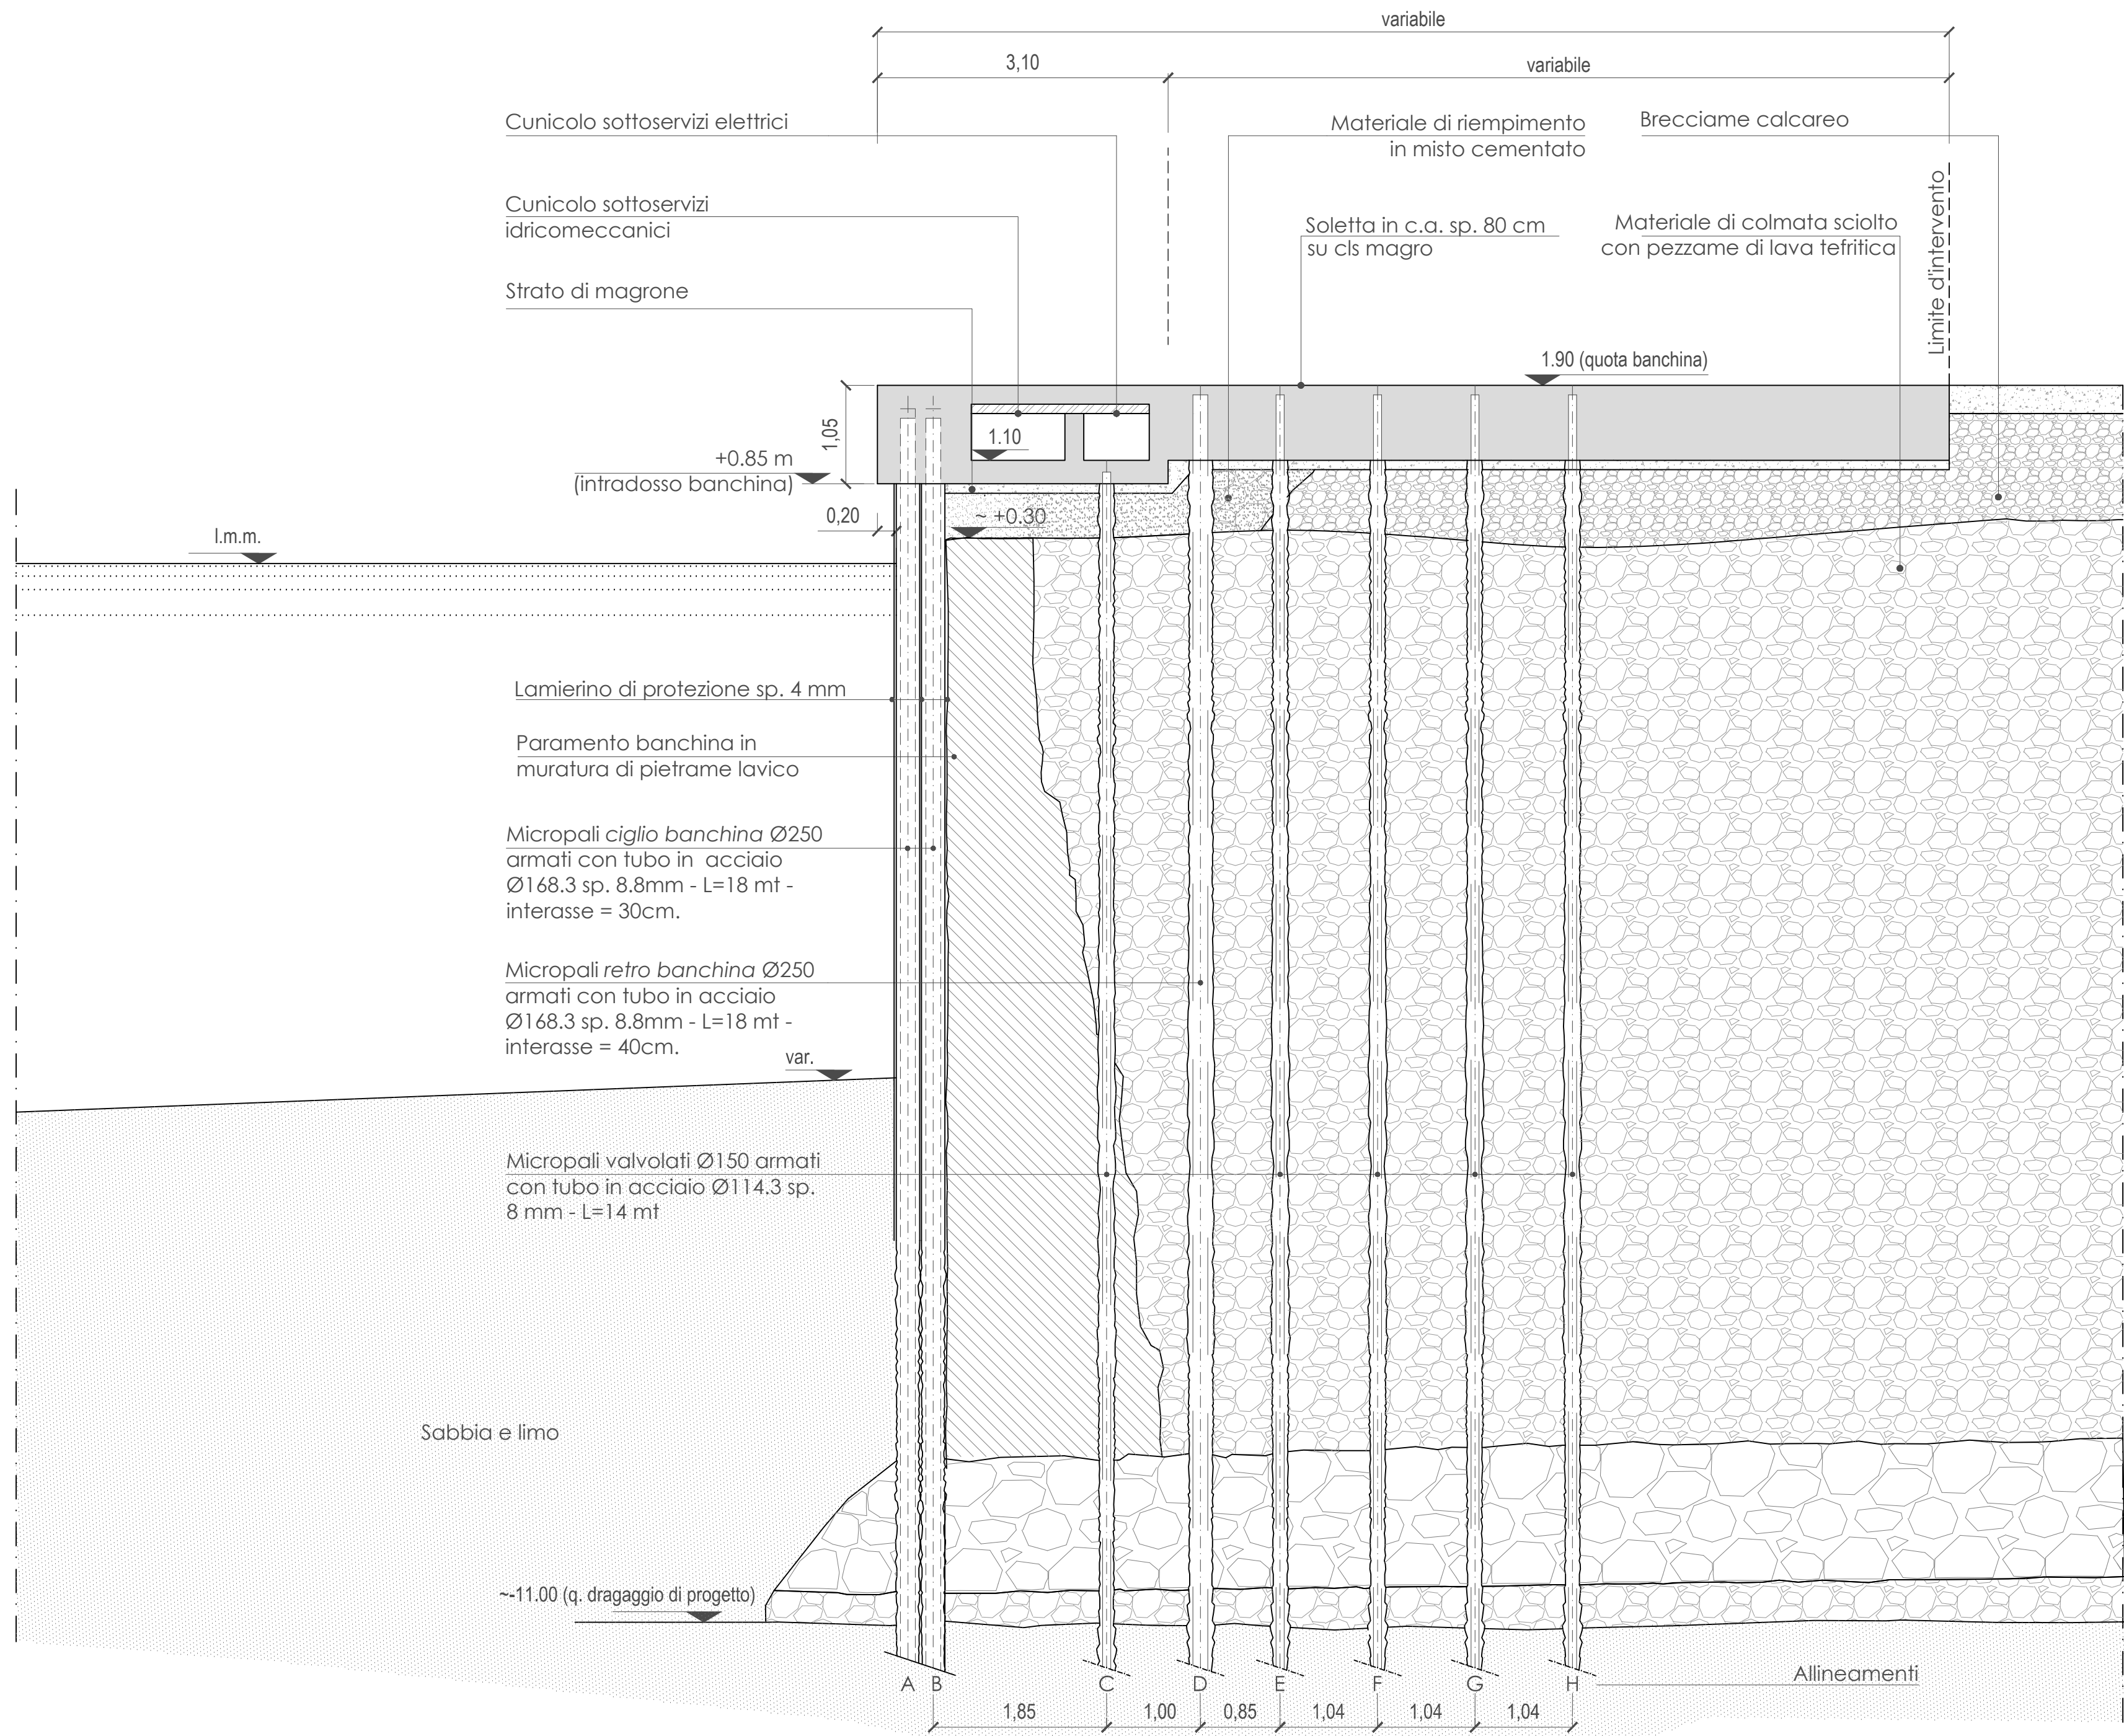 variabile
3,10
variabile
Cunicolo sottoservizi elettrici
Materiale di riempimento
in misto cementato
Brecciame calcareo
Cunicolo sottoservizi
idricomeccanici
Soletta in c.a. sp. 80 cm
su cls magro
Materiale di colmata sciolto
con pezzame di lava tefritica
Limite d'intervento
Strato di magrone
1.90 (quota banchina)
1,05
1.10
+0.85 m
(intradosso banchina)
0,20
~ +0.30
l.m.m.
Lamierino di protezione sp. 4 mm
Paramento banchina in
muratura di pietrame lavico
Micropali ciglio banchina Ø250
armati con tubo in acciaio
Ø168.3 sp. 8.8mm - L=18 mt -
interasse = 30cm.
Micropali retro banchina Ø250
armati con tubo in acciaio
Ø168.3 sp. 8.8mm - L=18 mt -
interasse = 40cm.
var.
Micropali valvolati Ø150 armati
con tubo in acciaio Ø114.3 sp.
8 mm - L=14 mt
Sabbia e limo
~-11.00 (q. dragaggio di progetto)
A B C D E F G H
Allineamenti
1,85 1,00 0,85 1,04 1,04 1,04